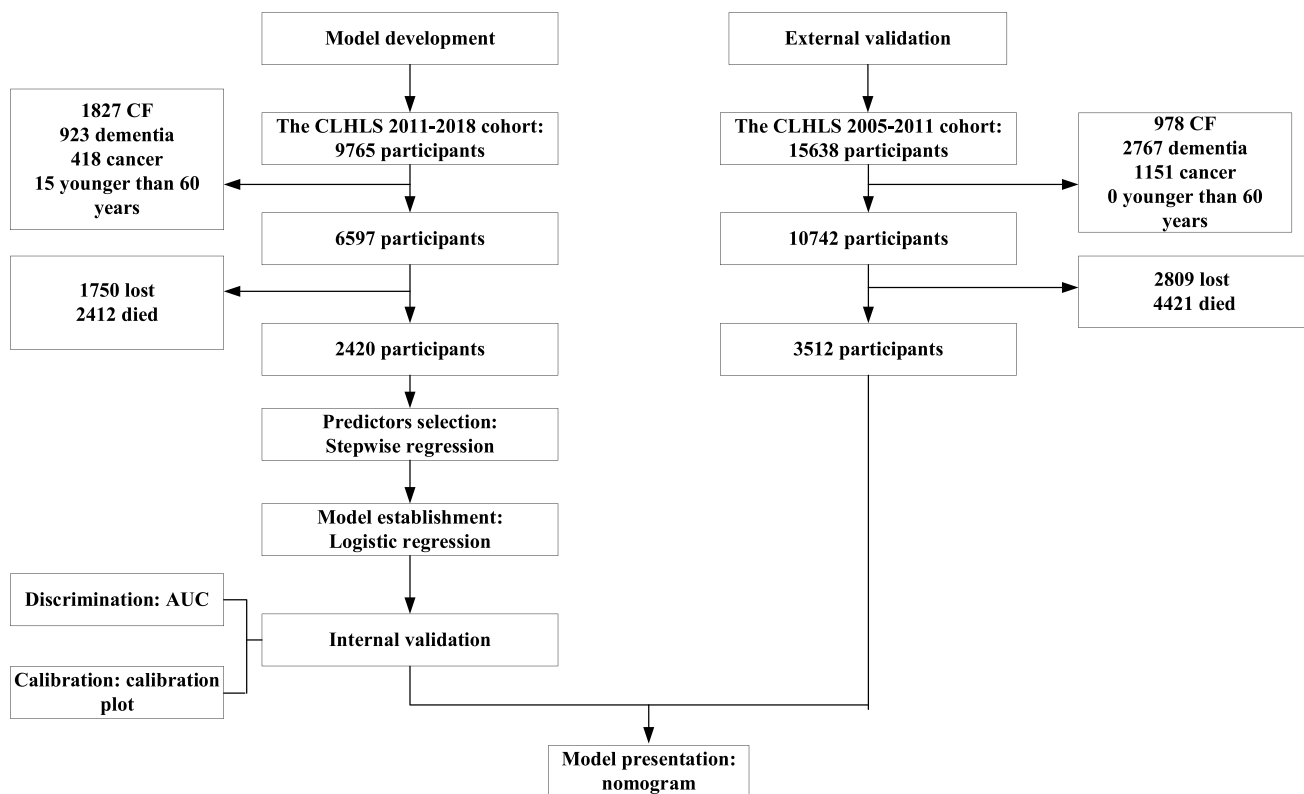 Model development
External validation
1827 CF
923 dementia
418 cancer
15 younger than 60
years
The CLHLS 2011-2018 cohort:
9765 participants
The CLHLS 2005-2011 cohort:
15638 participants
978 CF
2767 dementia
1151 cancer
0 younger than 60
years
6597 participants
10742 participants
1750 lost
2412 died
2809 lost
4421 died
2420 participants
3512 participants
Predictors selection:
Stepwise regression
Model establishment:
Logistic regression
Discrimination: AUC
Internal validation
Calibration: calibration
plot
Model presentation:
nomogram